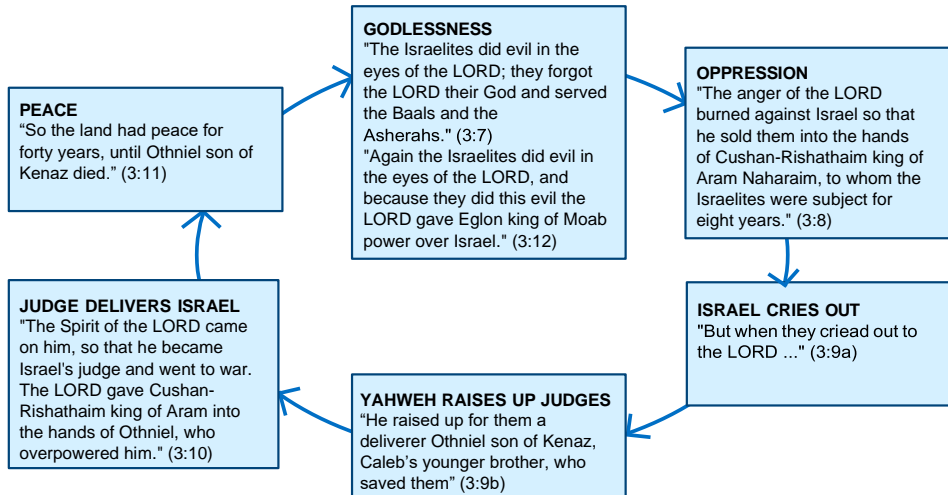 GODLESSNESS
"The Israelites did evil in the
eyes of the LORD; they forgot
the LORD their God and served
the Baals and the
Asherahs." (3:7)
"Again the Israelites did evil in
the eyes of the LORD, and
because they did this evil the
LORD gave Eglon king of Moab
power over Israel." (3:12)
OPPRESSION
"The anger of the LORD
burned against Israel so that
he sold them into the hands
of Cushan-Rishathaim king of
Aram Naharaim, to whom the
Israelites were subject for
eight years." (3:8)
ISRAEL CRIES OUT
"But when they criead out to
the LORD ..." (3:9a)
YAHWEH RAISES UP JUDGES
“He raised up for them a
deliverer Othniel son of Kenaz,
Caleb’s younger brother, who
saved them” (3:9b)
JUDGE DELIVERS ISRAEL
"The Spirit of the LORD came
on him, so that he became
Israel's judge and went to war.
The LORD gave Cushan-
Rishathaim king of Aram into
the hands of Othniel, who
overpowered him." (3:10)
PEACE
“So the land had peace for
forty years, until Othniel son of
Kenaz died.” (3:11)